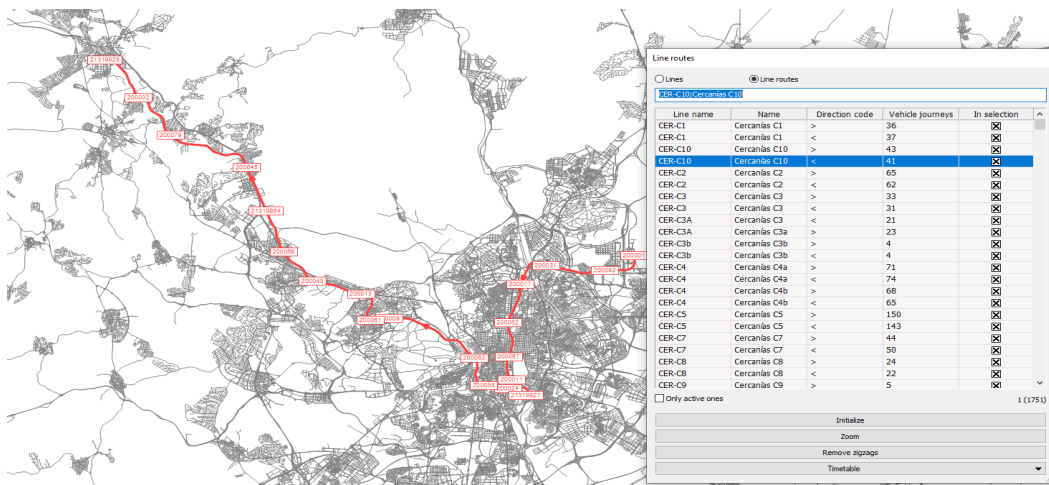 Line routes
Lines
Line routes
CER-C10;Cercanías C10
Line name Name Direction code Vehicle journeys In selection
CER-C1 Cercanías C1 > 36
CER-C1 Cercanías C1 < 37
CER-C10 Cercanías C10 > 43
CER-C10 Cercanías C10 < 41
CER-C2 Cercanías C2 > 65
CER-C2 Cercanías C2 < 62
CER-C3 Cercanías C3 > 33
CER-C3 Cercanías C3 < 31
CER-C3A Cercanías C3 < 21
CER-C3A Cercanías C3a > 23
CER-C3b Cercanías C3b > 4
CER-C3b Cercanías C3b < 4
CER-C4 Cercanías C4a > 71
CER-C4 Cercanías C4a < 74
CER-C4 Cercanías C4b > 68
CER-C4 Cercanías C4b < 65
CER-C5 Cercanías C5 > 150
CER-C5 Cercanías C5 < 143
CER-C7 Cercanías C7 > 44
CER-C7 Cercanías C7 < 50
CER-C8 Cercanías C8 > 24
CER-C8 Cercanías C8 < 22
CER-C9 Cercanías C9 > 5
Only active ones
1 (1751)
Initialize
Zoom
Remove zigzags
Timetable
21319928
200032
200079
200045
21319884
200043
200013
200031
200082
200001
200017
200052
200067
200011
21319927